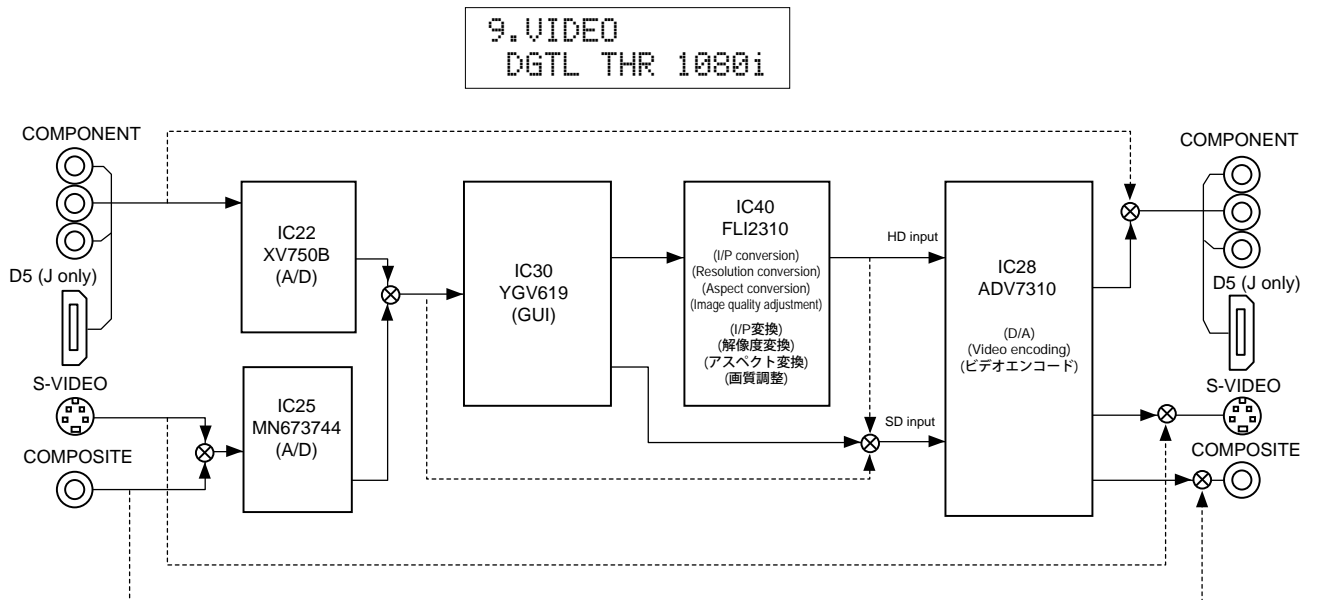 9.VIDEO
DGTL THR 1080i
COMPONENT
D5 (J only)
S-VIDEO
COMPOSITE
IC22
XV750B
(A/D)
IC25
MN673744
(A/D)
IC30
YGV619
(GUI)
IC40
FLI2310
(I/P conversion)
(Resolution conversion)
(Aspect conversion)
(Image quality adjustment)
(I/P変換)
(解像度変換)
(アスペクト変換)
(画質調整)
HD input
SD input
IC28
ADV7310
(D/A)
(Video encoding)
(ビデオエンコード)
COMPONENT
D5 (J only)
S-VIDEO
COMPOSITE